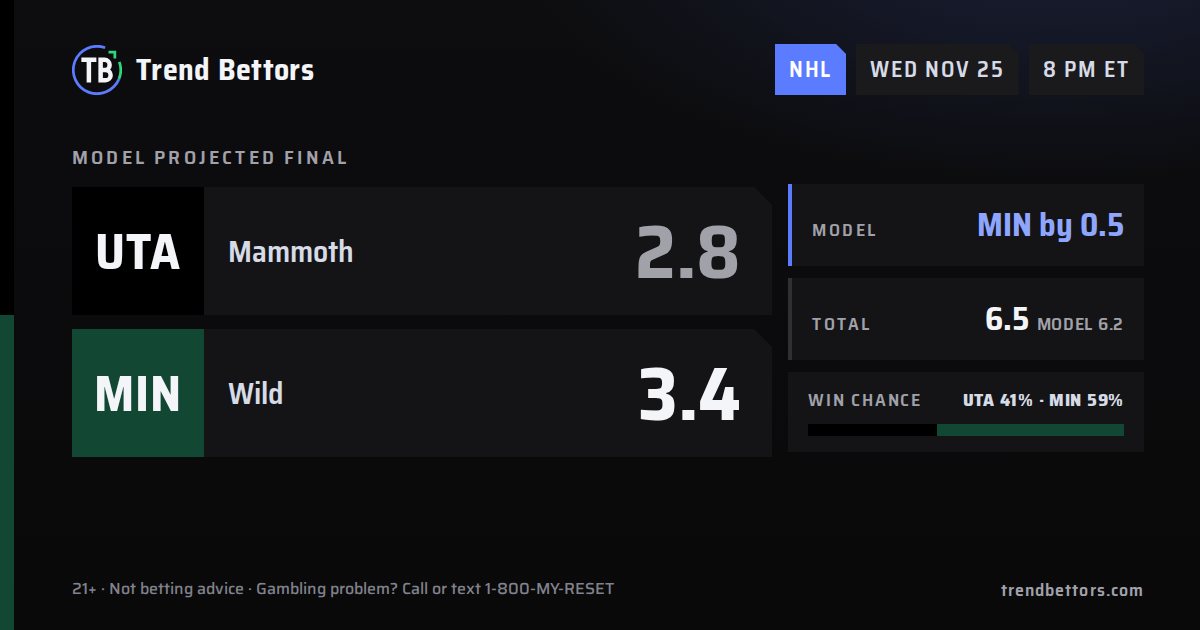 TB Trend Bettors
NHL WED NOV 25 8 PM ET
MODEL PROJECTED FINAL
UTA Mammoth 2.8
MIN Wild 3.4
MODEL MIN by 0.5
TOTAL 6.5 MODEL 6.2
WIN CHANCE UTA 41% · MIN 59%
21+ · Not betting advice · Gambling problem? Call or text 1-800-MY-RESET
trendbettors.com